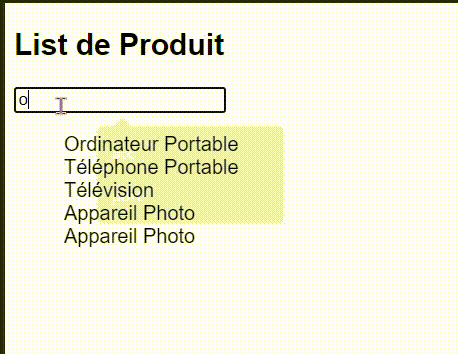 List de Produit
o
Ordinateur Portable
Téléphone Portable
Télévision
Appareil Photo
Appareil Photo